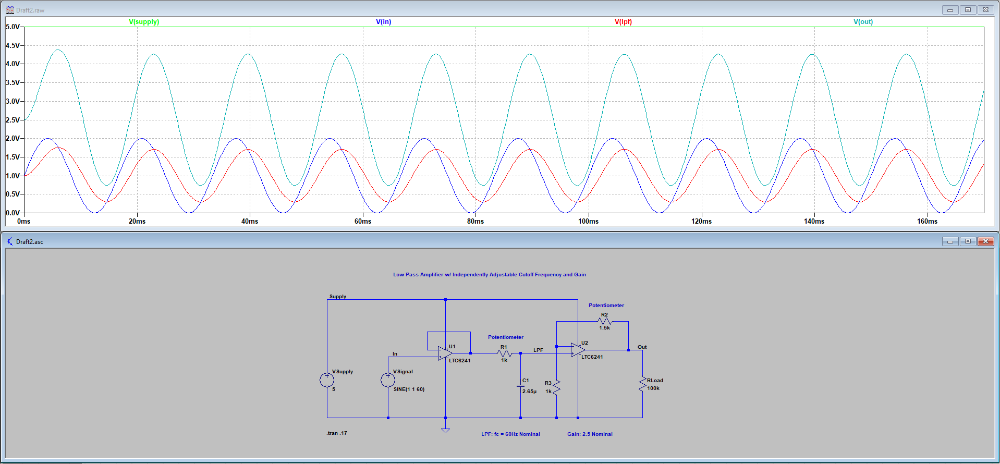 Draft2.raw
V(supply) V(in) V(lpf) V(out)
5.0V
4.5V
4.0V
3.5V
3.0V
2.5V
2.0V
1.5V
1.0V
0.5V
0.0V
0ms 20ms 40ms 60ms 80ms 100ms 120ms 140ms 160ms
Draft2.asc
Low Pass Amplifier w/ Independently Adjustable Cutoff Frequency and Gain
Supply
Potentiometer
R2
1.5k
Potentiometer
U1
R1
1k
LTC6241
LPF
U2
LTC6241
Out
In
VSupply
5
VSignal
SINE(1 1 60)
C1
2.65µ
R3
1k
RLoad
100k
.tran .17
LPF: fc = 60Hz Nominal
Gain: 2.5 Nominal